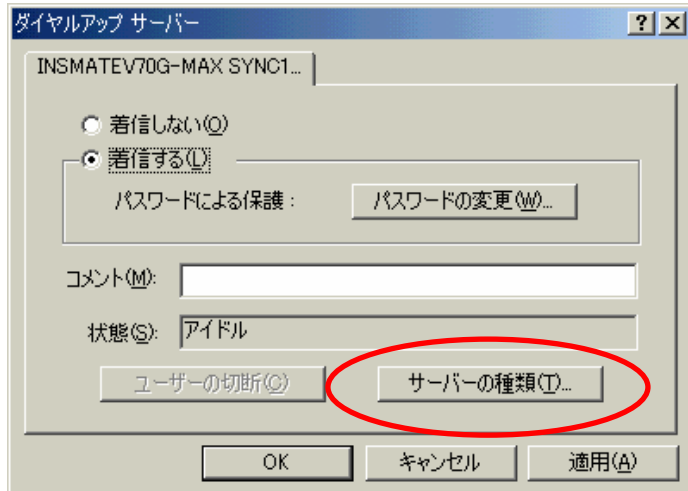 ダイヤルアップ サーバー
INSMATEV70G-MAX SYNC1...
着信しない(O)
着信する(L)
パスワードによる保護 : パスワードの変更(W)...
コメント(M):
状態(S): アイドル
ユーザーの切断(C) サーバーの種類(T)...
OK キャンセル 適用(A)